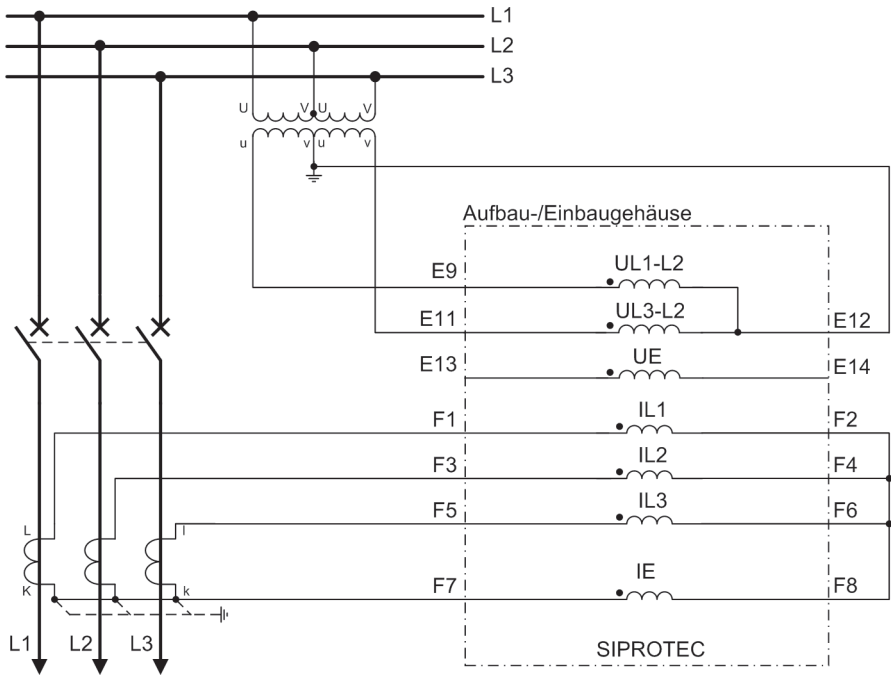 L1
L2
L3
U V U V
u v u v
Aufbau-/Einbaugehäuse
E9 UL1-L2
E11 UL3-L2 E12
E13 UE E14
F1 IL1 F2
F3 IL2 F4
F5 IL3 F6
L l
K k
F7 IE F8
L1 L2 L3
SIPROTEC